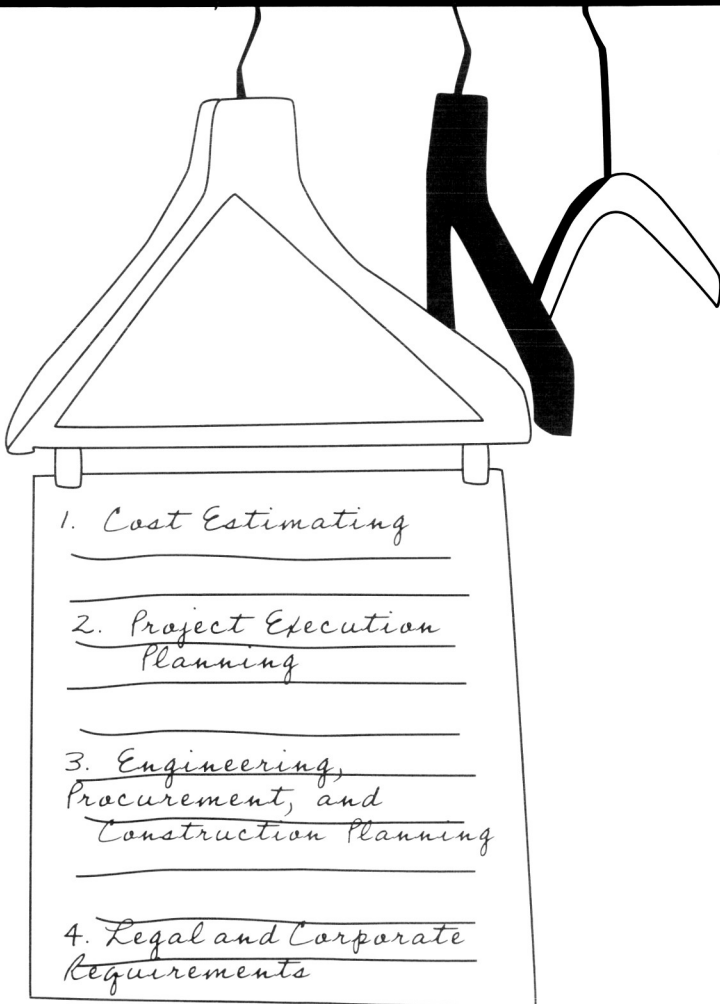 1. Cost Estimating
2. Project Execution
Planning
3. Engineering,
Procurement, and
Construction Planning
4. Legal and Corporate
Requirements